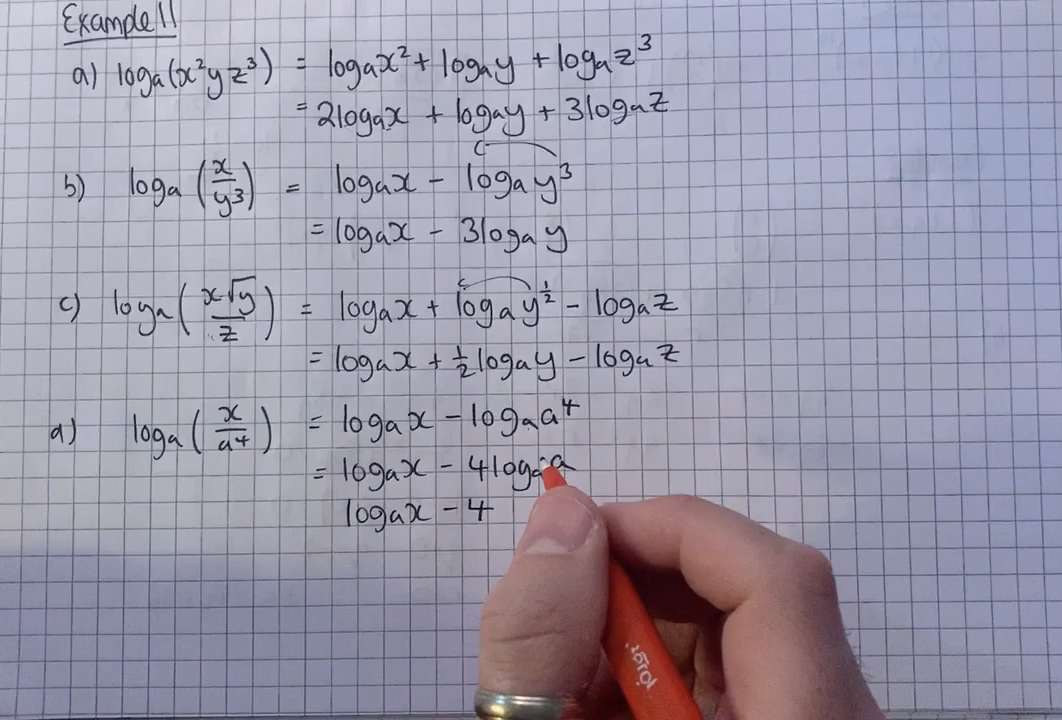 Example 11
a) logₐ(x²yz³) = logₐx² + logₐy + logₐz³
= 2logₐx + logₐy + 3logₐz
b) logₐ(x/y³) = logₐx − logₐy³
= logₐx − 3logₐy
c) logₐ(x√y/z) = logₐx + logₐy^½ − logₐz
= logₐx + ½logₐy − logₐz
d) logₐ(x/a⁴) = logₐx − logₐa⁴
= logₐx − 4logₐa
logₐx − 4